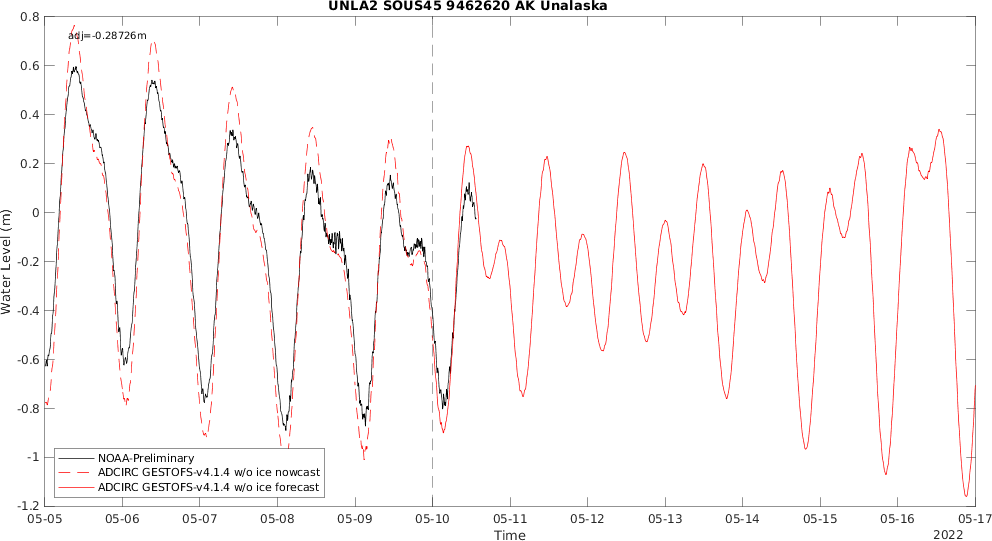 UNLA2 SOUS45 9462620 AK Unalaska
adj=-0.28726m
0.8
0.6
0.4
0.2
0
-0.2
-0.4
-0.6
-0.8
-1
-1.2
Water Level (m)
NOAA-Preliminary
ADCIRC GESTOFS-v4.1.4 w/o ice nowcast
ADCIRC GESTOFS-v4.1.4 w/o ice forecast
05-05 05-06 05-07 05-08 05-09 05-10 05-11 05-12 05-13 05-14 05-15 05-16 05-17
Time
2022